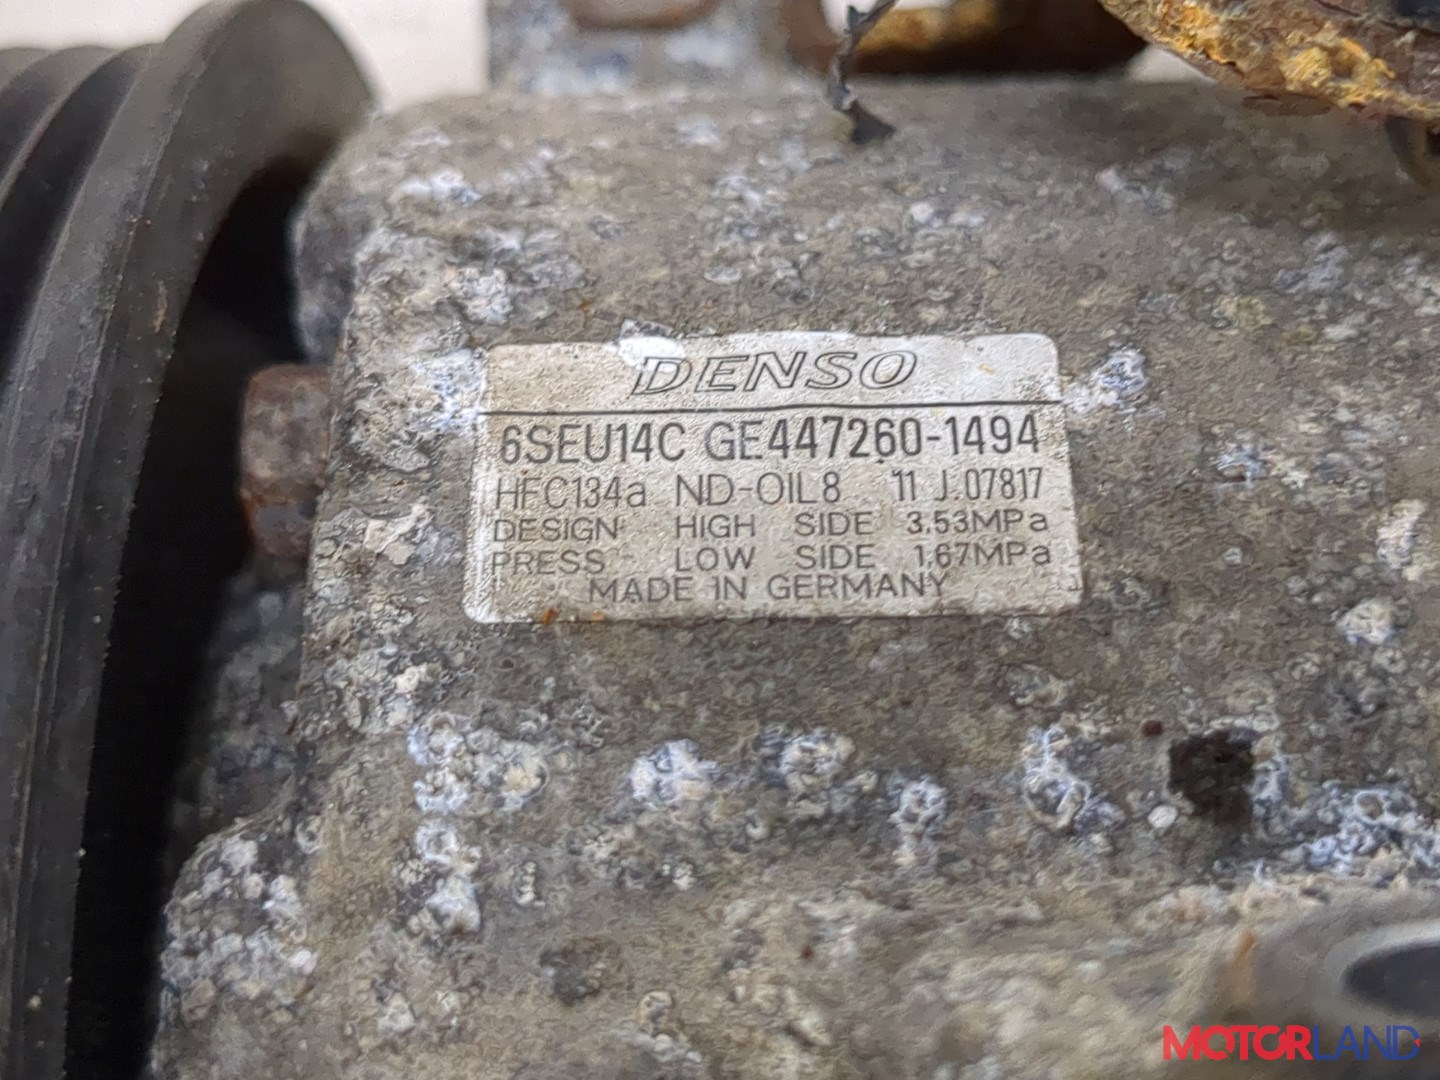 DENSO
6SEU14C GE447260-1494
HFC134a ND-OIL8 11 J.07817
DESIGN HIGH SIDE 3.53MPa
PRESS LOW SIDE 1.67MPa
MADE IN GERMANY
MOTORLAND